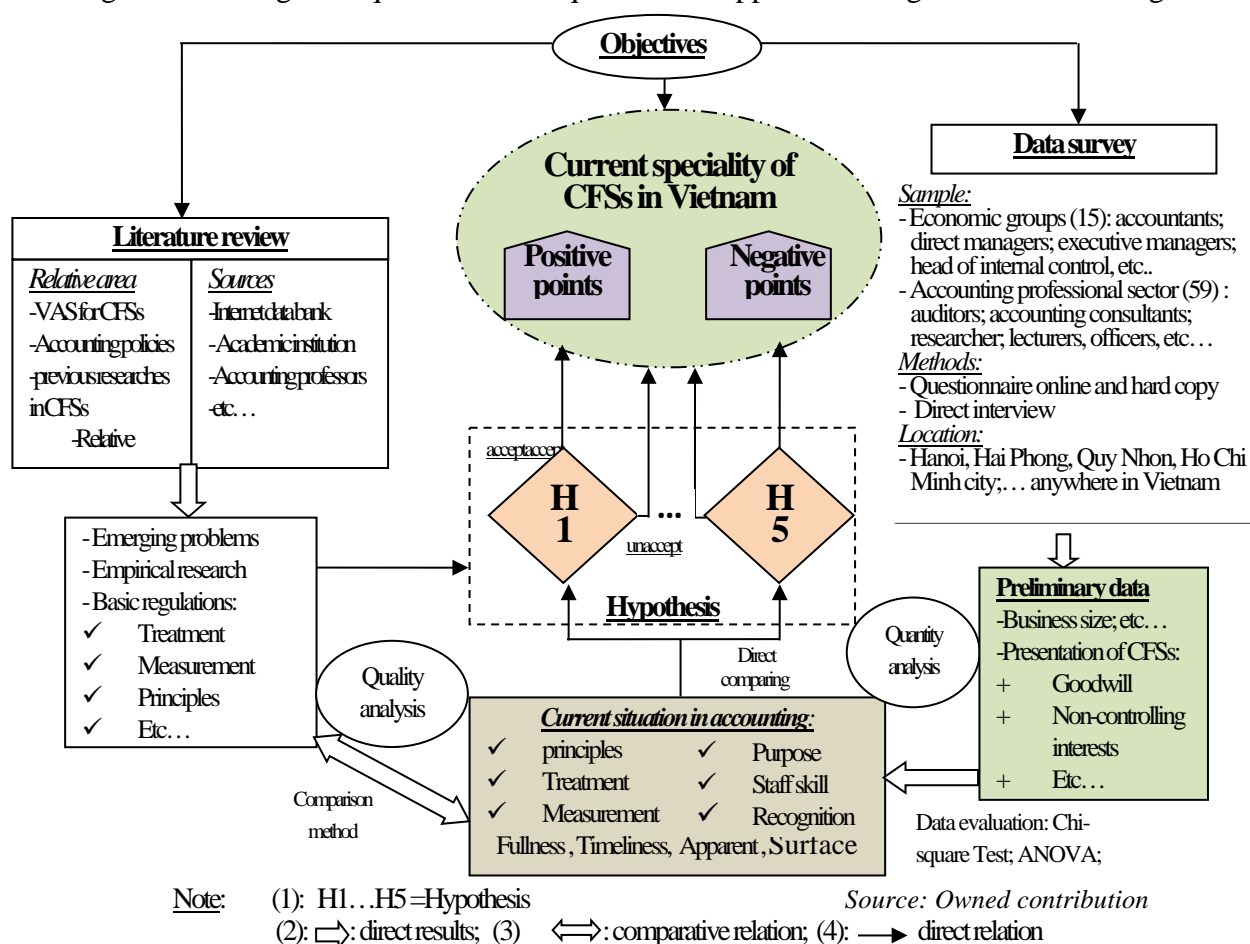 Objectives
Current speciality of
CFSs in Vietnam
Positive
points
Negative
points
Literature review
Relative area
-VAS for CFSs
-Accounting policies
-previous researches
in CFSs
-Relative
Sources
-Internet data bank
-Academic institution
-Accounting professors
-etc…
Data survey
Sample:
- Economic groups (15): accountants;
direct managers; executive managers;
head of internal control, etc..
- Accounting professional sector (59) :
auditors; accounting consultants;
researcher; lecturers, officers, etc…
Methods:
- Questionnaire online and hard copy
- Direct interview
Location:
- Hanoi, Hai Phong, Quy Nhon, Ho Chi
Minh city;… anywhere in Vietnam
acceptaccept
H
1
...
H
5
unaccept
Hypothesis
- Emerging problems
- Empirical research
- Basic regulations:
✓ Treatment
✓ Measurement
✓ Principles
✓ Etc…
Quality
analysis
Direct
comparing
Quantity
analysis
Preliminary data
-Business size; etc…
-Presentation of CFSs:
+ Goodwill
+ Non-controlling
interests
+ Etc…
Comparison
method
Current situation in accounting:
✓ principles ✓ Purpose
✓ Treatment ✓ Staff skill
✓ Measurement ✓ Recognition
Fullness , Timeliness, Apparent , Surface
Data evaluation: Chi-
square Test; ANOVA;
Note: (1): H1…H5 =Hypothesis
Source: Owned contribution
(2): ⇨: direct results; (3) ⇔: comparative relation; (4): → direct relation